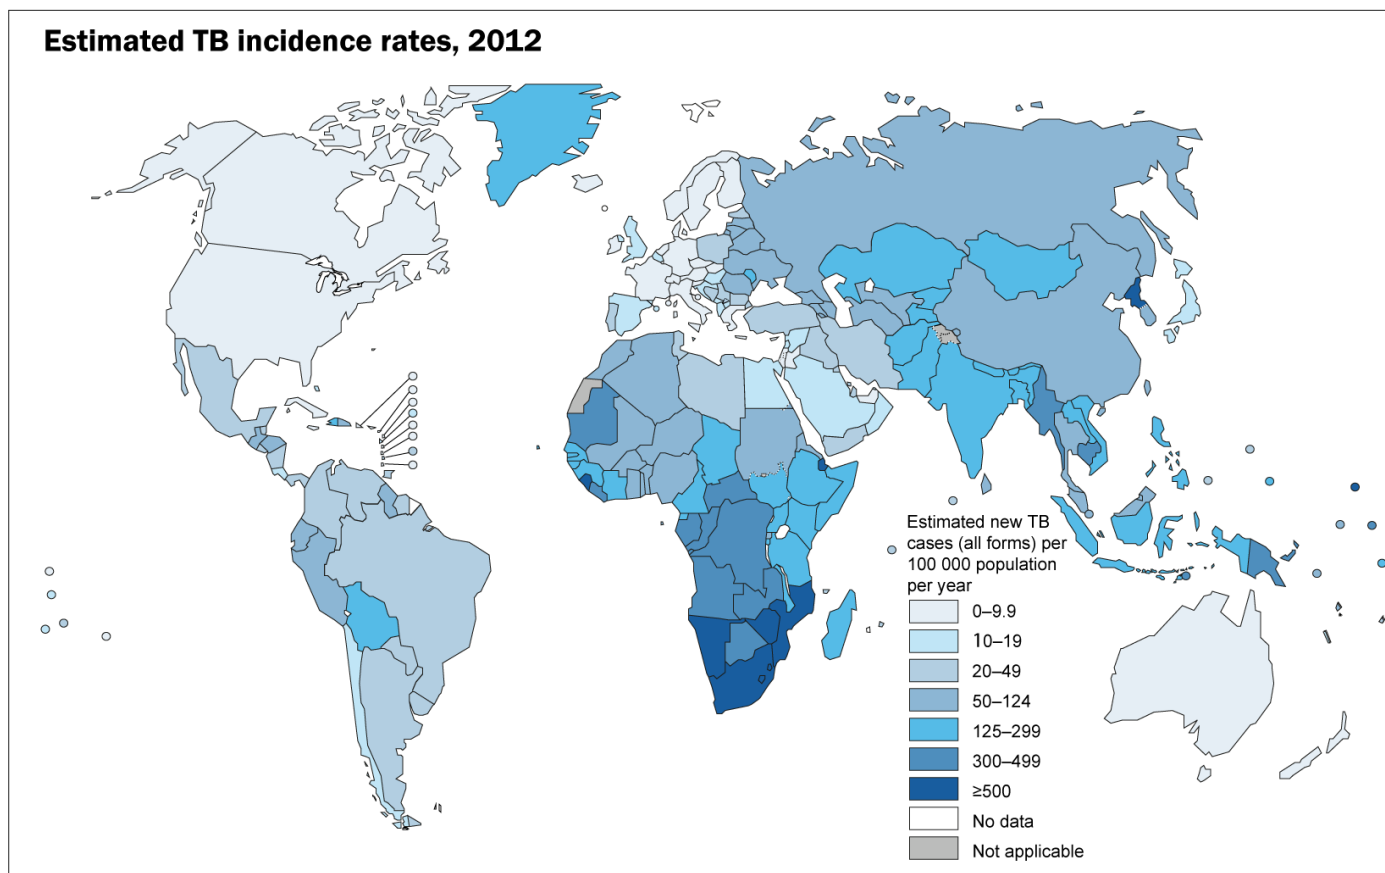 Estimated TB incidence rates, 2012
Estimated new TB
cases (all forms) per
100 000 population
per year
0–9.9
10–19
20–49
50–124
125–299
300–499
≥500
No data
Not applicable